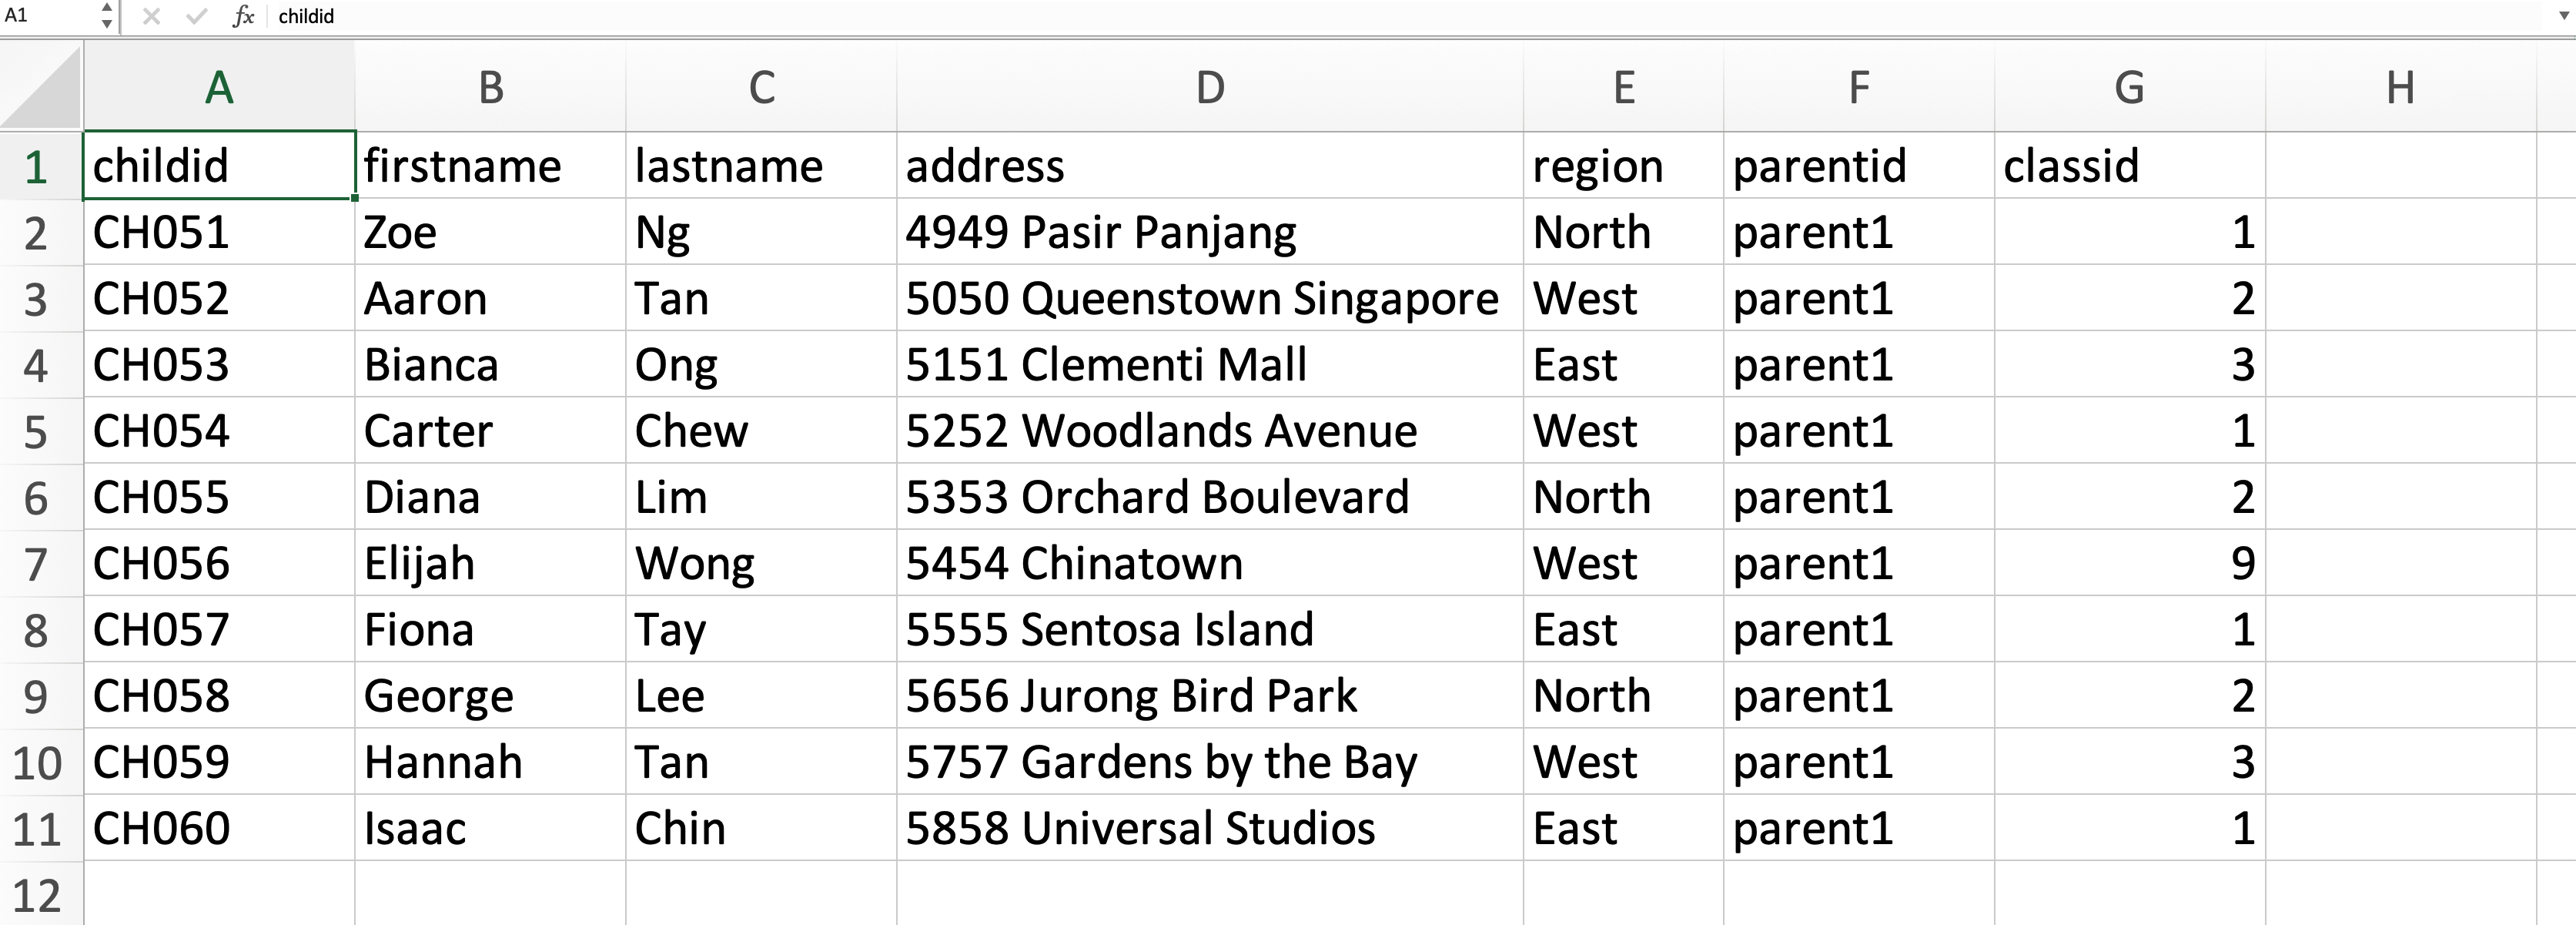 A1 fx childid
A B C D E F G H
1 childid firstname lastname address region parentid classid
2 CH051 Zoe Ng 4949 Pasir Panjang North parent1 1
3 CH052 Aaron Tan 5050 Queenstown Singapore West parent1 2
4 CH053 Bianca Ong 5151 Clementi Mall East parent1 3
5 CH054 Carter Chew 5252 Woodlands Avenue West parent1 1
6 CH055 Diana Lim 5353 Orchard Boulevard North parent1 2
7 CH056 Elijah Wong 5454 Chinatown West parent1 9
8 CH057 Fiona Tay 5555 Sentosa Island East parent1 1
9 CH058 George Lee 5656 Jurong Bird Park North parent1 2
10 CH059 Hannah Tan 5757 Gardens by the Bay West parent1 3
11 CH060 Isaac Chin 5858 Universal Studios East parent1 1
12